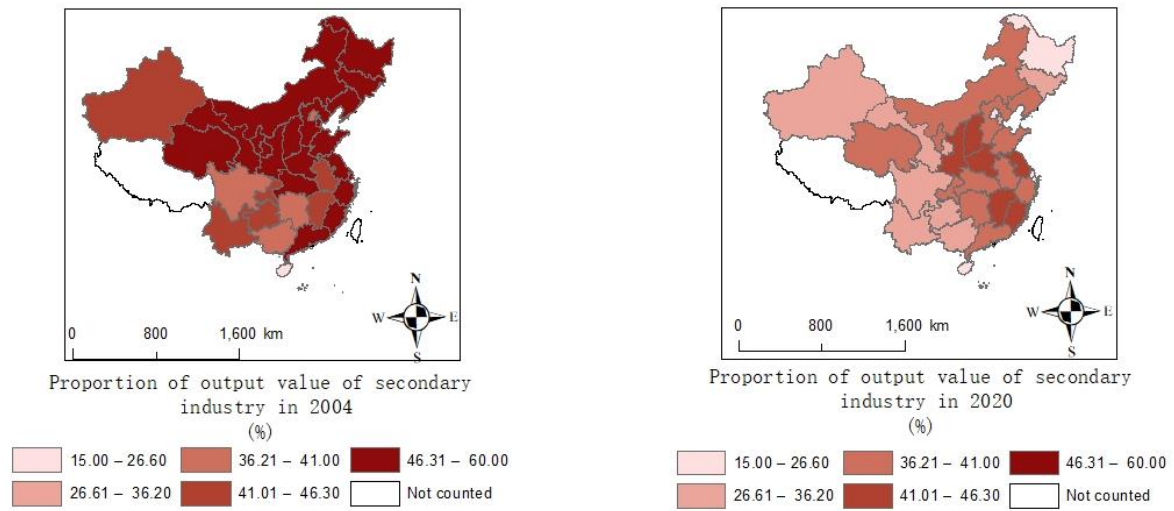 N
W E
S
0 800 1,600 km
Proportion of output value of secondary
industry in 2004
(%)
15.00 – 26.60 36.21 – 41.00 46.31 – 60.00
26.61 – 36.20 41.01 – 46.30 Not counted
N
W E
S
0 800 1,600 km
Proportion of output value of secondary
industry in 2020
(%)
15.00 – 26.60 36.21 – 41.00 46.31 – 60.00
26.61 – 36.20 41.01 – 46.30 Not counted